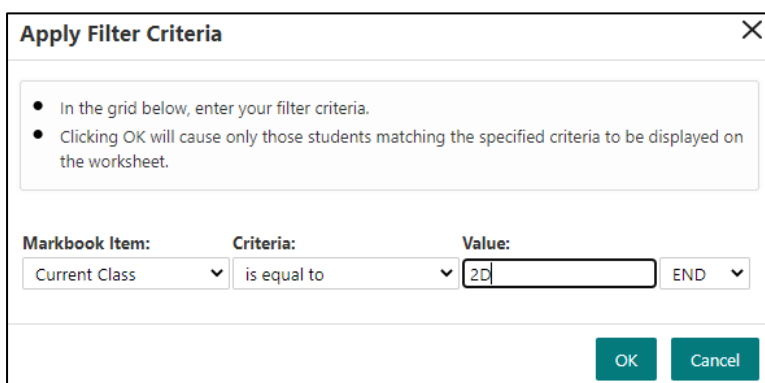 Apply Filter Criteria
In the grid below, enter your filter criteria.
Clicking OK will cause only those students matching the specified criteria to be displayed on
the worksheet.
Markbook Item: Criteria: Value:
Current Class is equal to 2D END
OK Cancel